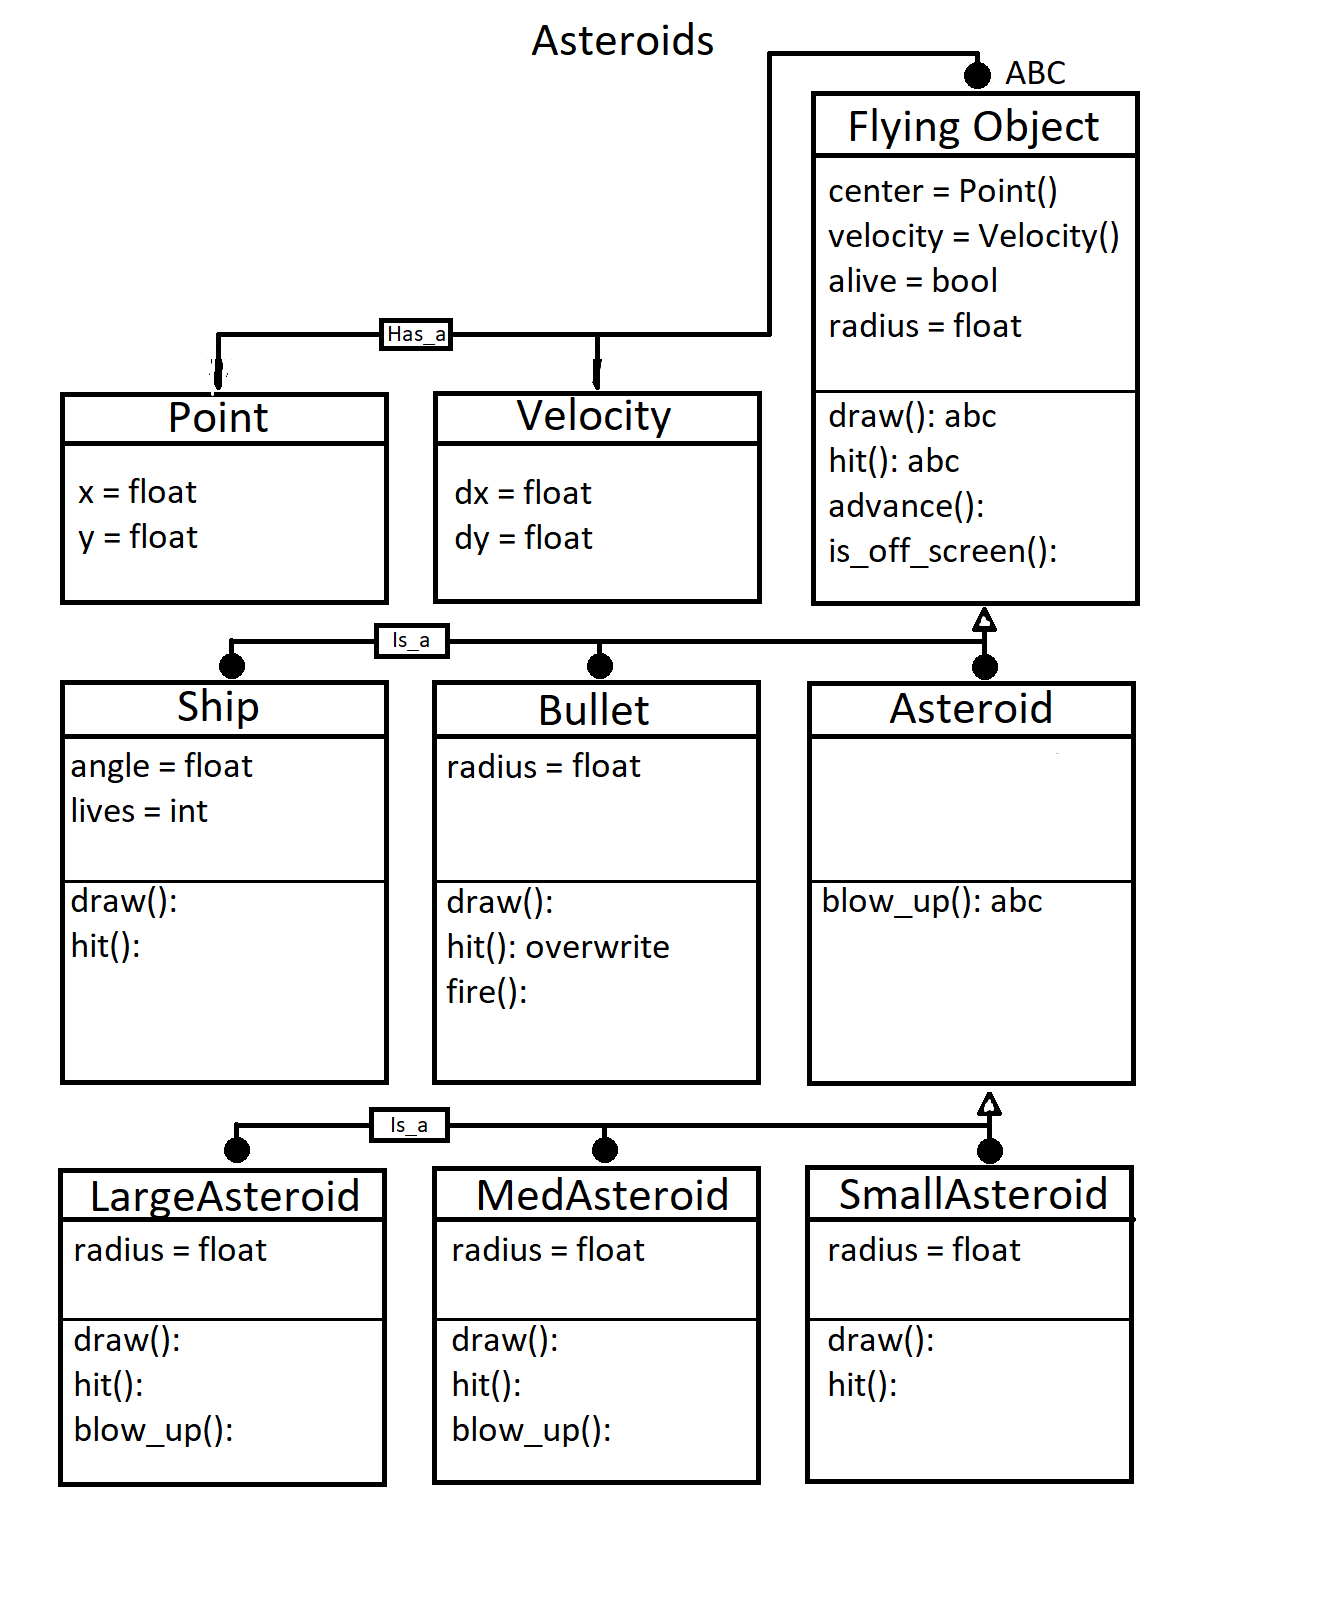 Asteroids
ABC
Flying Object
center = Point()
velocity = Velocity()
alive = bool
radius = float
draw(): abc
hit(): abc
advance():
is_off_screen():
Has_a
Point
x = float
y = float
Velocity
dx = float
dy = float
Is_a
Ship
angle = float
lives = int
draw():
hit():
Bullet
radius = float
draw():
hit(): overwrite
fire():
Asteroid
blow_up(): abc
Is_a
LargeAsteroid
radius = float
draw():
hit():
blow_up():
MedAsteroid
radius = float
draw():
hit():
blow_up():
SmallAsteroid
radius = float
draw():
hit():